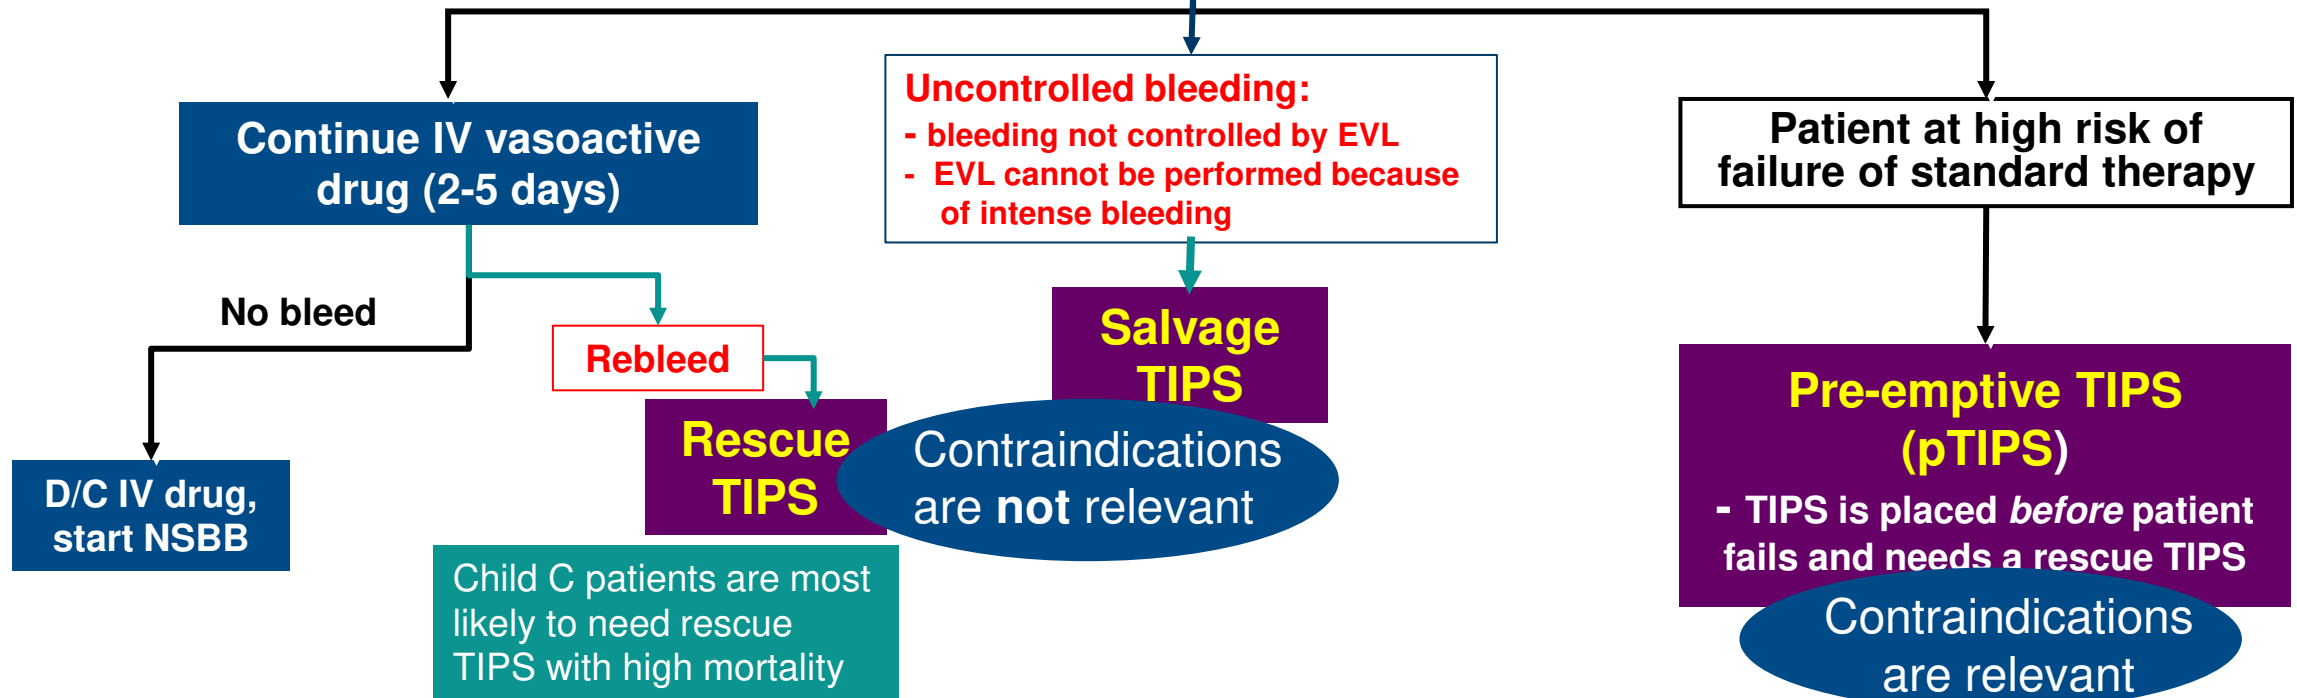 Continue IV vasoactive
drug (2-5 days)
No bleed
D/C IV drug,
start NSBB
Rebleed
Rescue
TIPS
Child C patients are most
likely to need rescue
TIPS with high mortality
Uncontrolled bleeding:
- bleeding not controlled by EVL
- EVL cannot be performed because
of intense bleeding
Salvage
TIPS
Contraindications
are not relevant
Patient at high risk of
failure of standard therapy
Pre-emptive TIPS
(pTIPS)
- TIPS is placed before patient
fails and needs a rescue TIPS
Contraindications
are relevant